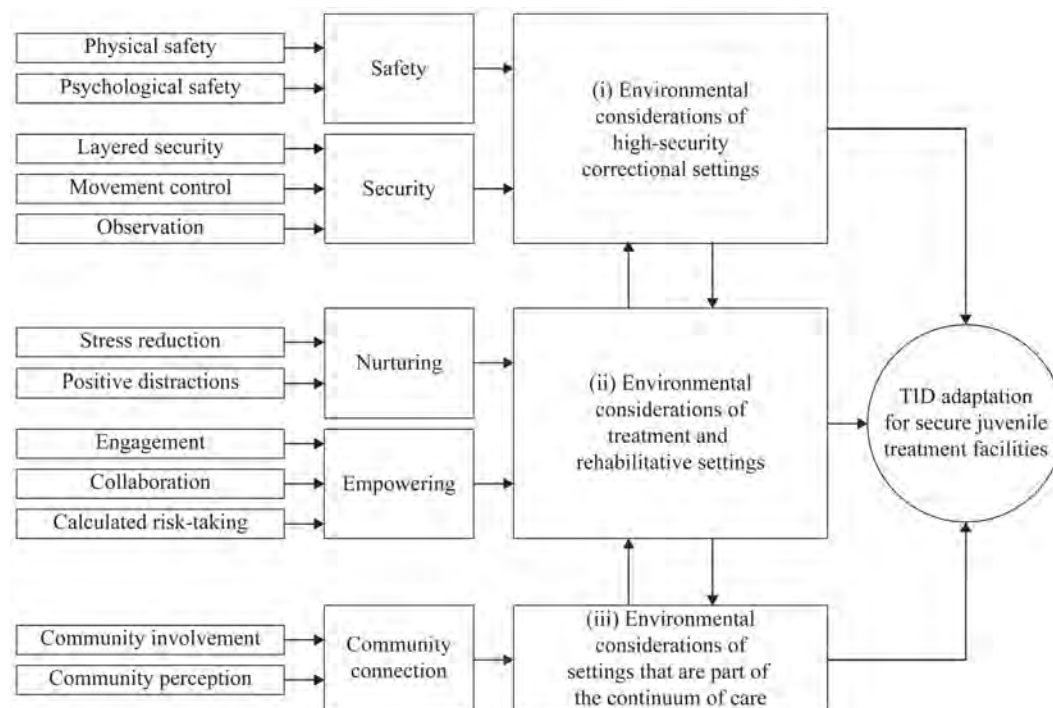 Physical safety
Psychological safety
Safety
Layered security
Movement control
Observation
Security
(i) Environmental
considerations of
high-security
correctional settings
Stress reduction
Positive distractions
Nurturing
Engagement
Collaboration
Calculated risk-taking
Empowering
(ii) Environmental
considerations of
treatment and
rehabilitative settings
Community involvement
Community perception
Community
connection
(iii) Environmental
considerations of
settings that are part of
the continuum of care
TID adaptation
for secure juvenile
treatment facilities